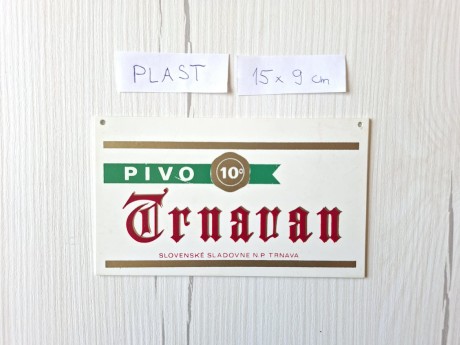 PLAST
15 x 9 cm
PIVO 10°
Trnavan
SLOVENSKÉ SLADOVNE N.P. TRNAVA